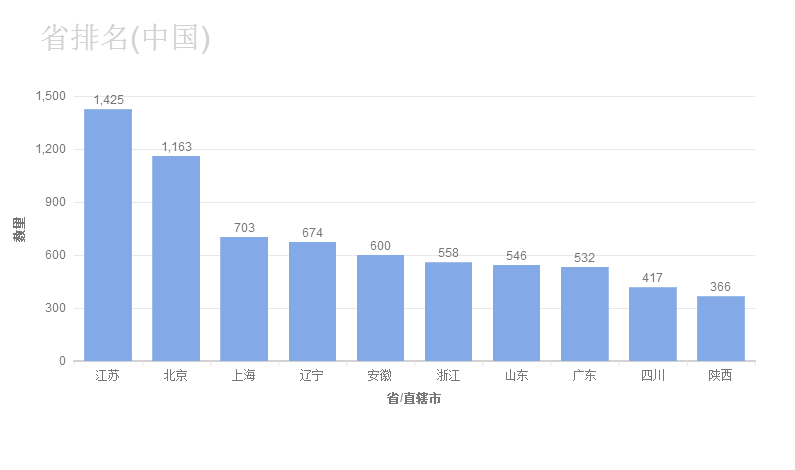 省排名(中国)
1,500
1,200
900
600
300
0
数量
1,425
1,163
703
674
600
558
546
532
417
366
江苏
北京
上海
辽宁
安徽
浙江
山东
广东
四川
陕西
省/直辖市